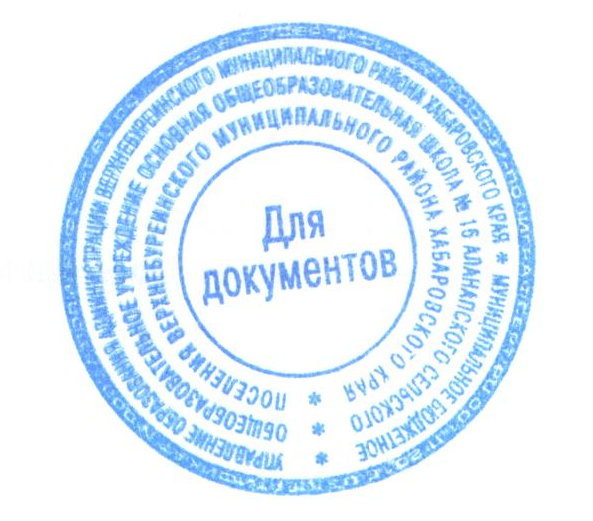 УПРАВЛЕНИЕ ОБРАЗОВАНИЯ АДМИНИСТРАЦИИ ВЕРХНЕБУРЕИНСКОГО МУНИЦИПАЛЬНОГО РАЙОНА ХАБАРОВСКОГО КРАЯ * МУНИЦИПАЛЬНОЕ БЮДЖЕТНОЕ *
ОБЩЕОБРАЗОВАТЕЛЬНОЕ УЧРЕЖДЕНИЕ ОСНОВНАЯ ОБЩЕОБРАЗОВАТЕЛЬНАЯ ШКОЛА № 16 АЛАНАПСКОГО СЕЛЬСКОГО *
ПОСЕЛЕНИЯ ВЕРХНЕБУРЕИНСКОГО МУНИЦИПАЛЬНОГО РАЙОНА ХАБАРОВСКОГО КРАЯ *
Для
документов